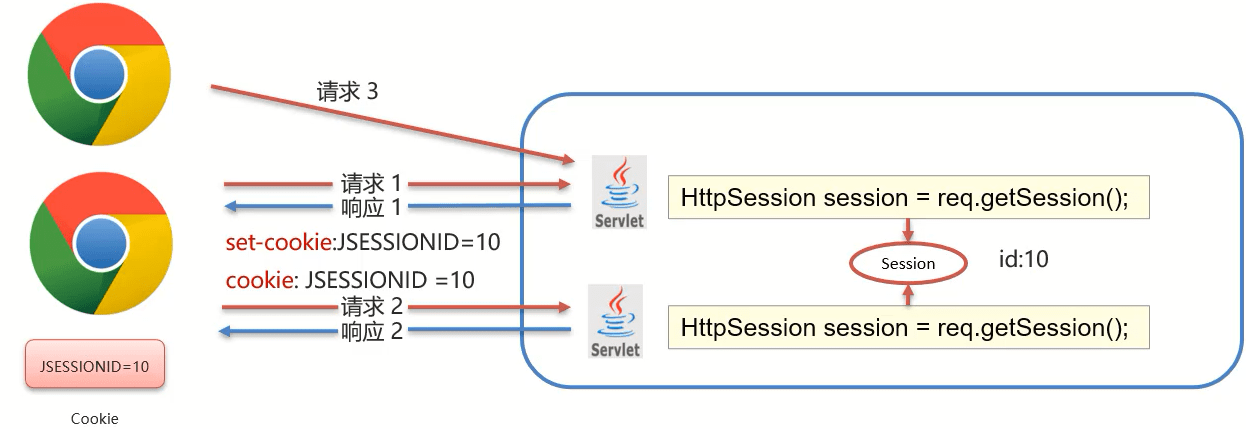 请求 3
请求 1
响应 1
Servlet
HttpSession session = req.getSession();
set-cookie:JSESSIONID=10
Session
id:10
cookie: JSESSIONID =10
请求 2
响应 2
Servlet
HttpSession session = req.getSession();
JSESSIONID=10
Cookie